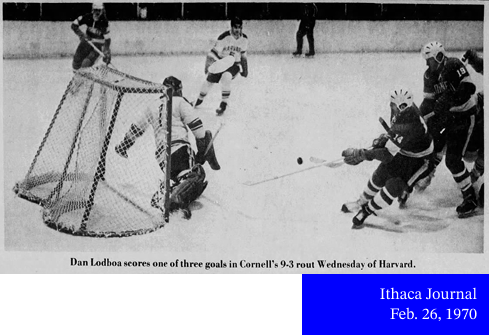 Dan Lodboa scores one of three goals in Cornell's 9-3 rout Wednesday of Harvard.
Ithaca Journal
Feb. 26, 1970